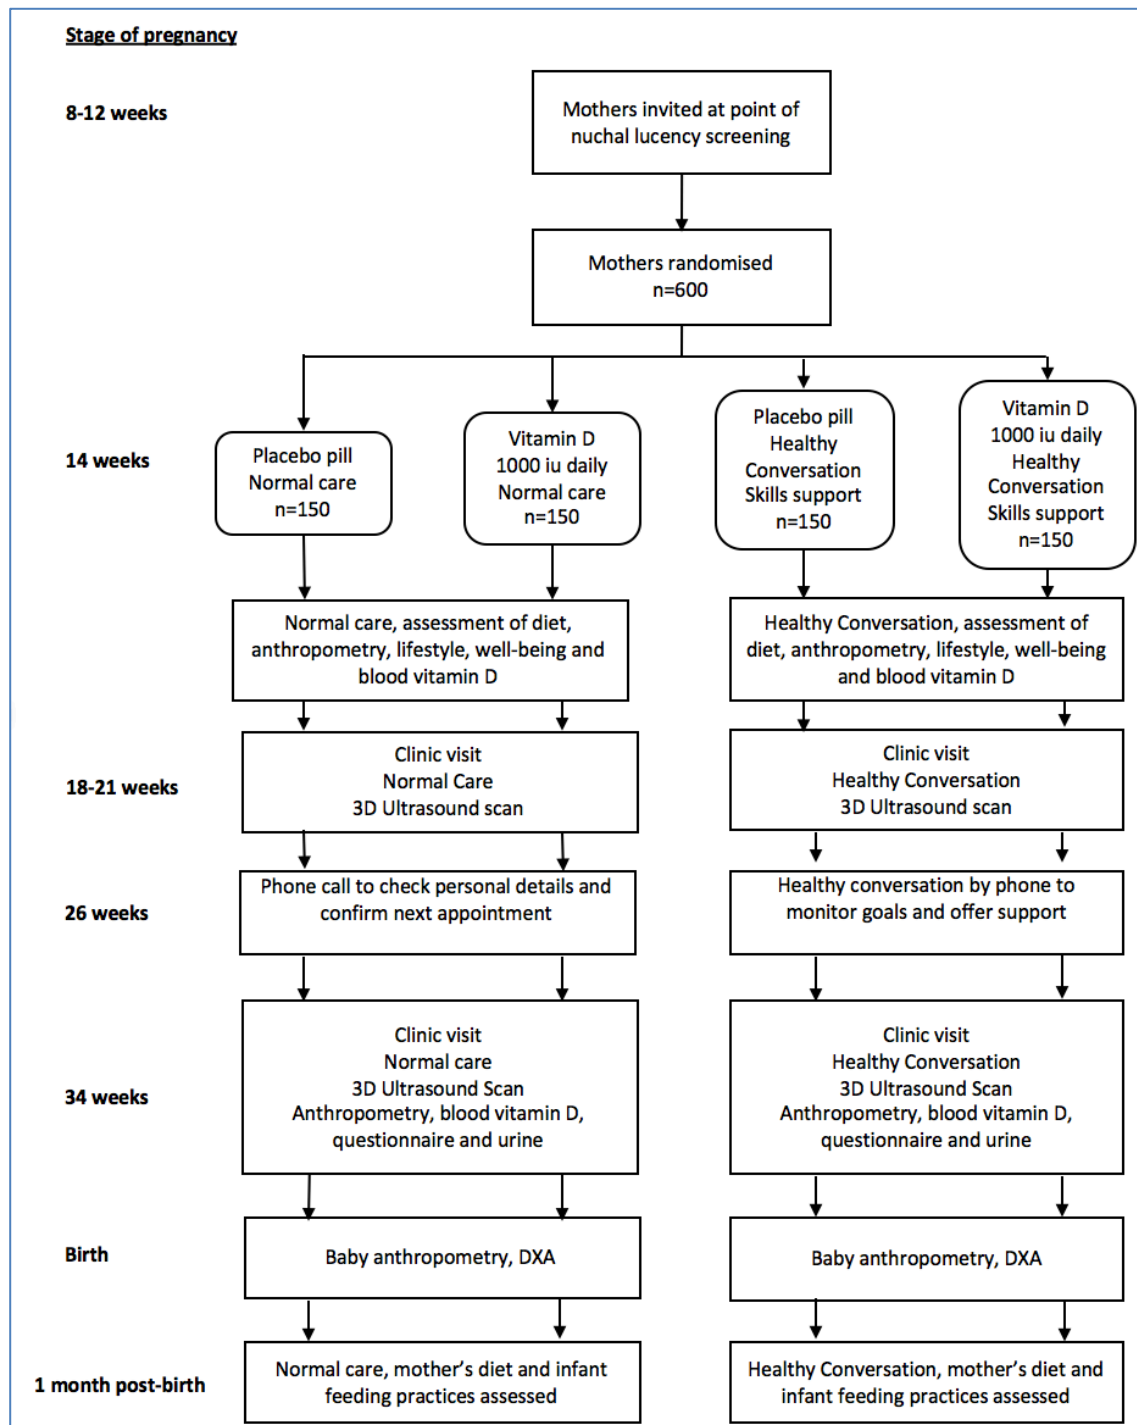 Stage of pregnancy
8-12 weeks
Mothers invited at point of
nuchal lucency screening
Mothers randomised
n=600
14 weeks
Placebo pill
Normal care
n=150
Vitamin D
1000 iu daily
Normal care
n=150
Placebo pill
Healthy
Conversation
Skills support
n=150
Vitamin D
1000 iu daily
Healthy
Conversation
Skills support
n=150
Normal care, assessment of diet,
anthropometry, lifestyle, well-being and
blood vitamin D
Healthy Conversation, assessment of
diet, anthropometry, lifestyle, well-being
and blood vitamin D
18-21 weeks
Clinic visit
Normal Care
3D Ultrasound scan
Clinic visit
Healthy Conversation
3D Ultrasound scan
26 weeks
Phone call to check personal details and
confirm next appointment
Healthy conversation by phone to
monitor goals and offer support
34 weeks
Clinic visit
Normal care
3D Ultrasound Scan
Anthropometry, blood vitamin D,
questionnaire and urine
Clinic visit
Healthy Conversation
3D Ultrasound Scan
Anthropometry, blood vitamin D,
questionnaire and urine
Birth
Baby anthropometry, DXA
Baby anthropometry, DXA
1 month post-birth
Normal care, mother’s diet and infant
feeding practices assessed
Healthy Conversation, mother’s diet and
infant feeding practices assessed